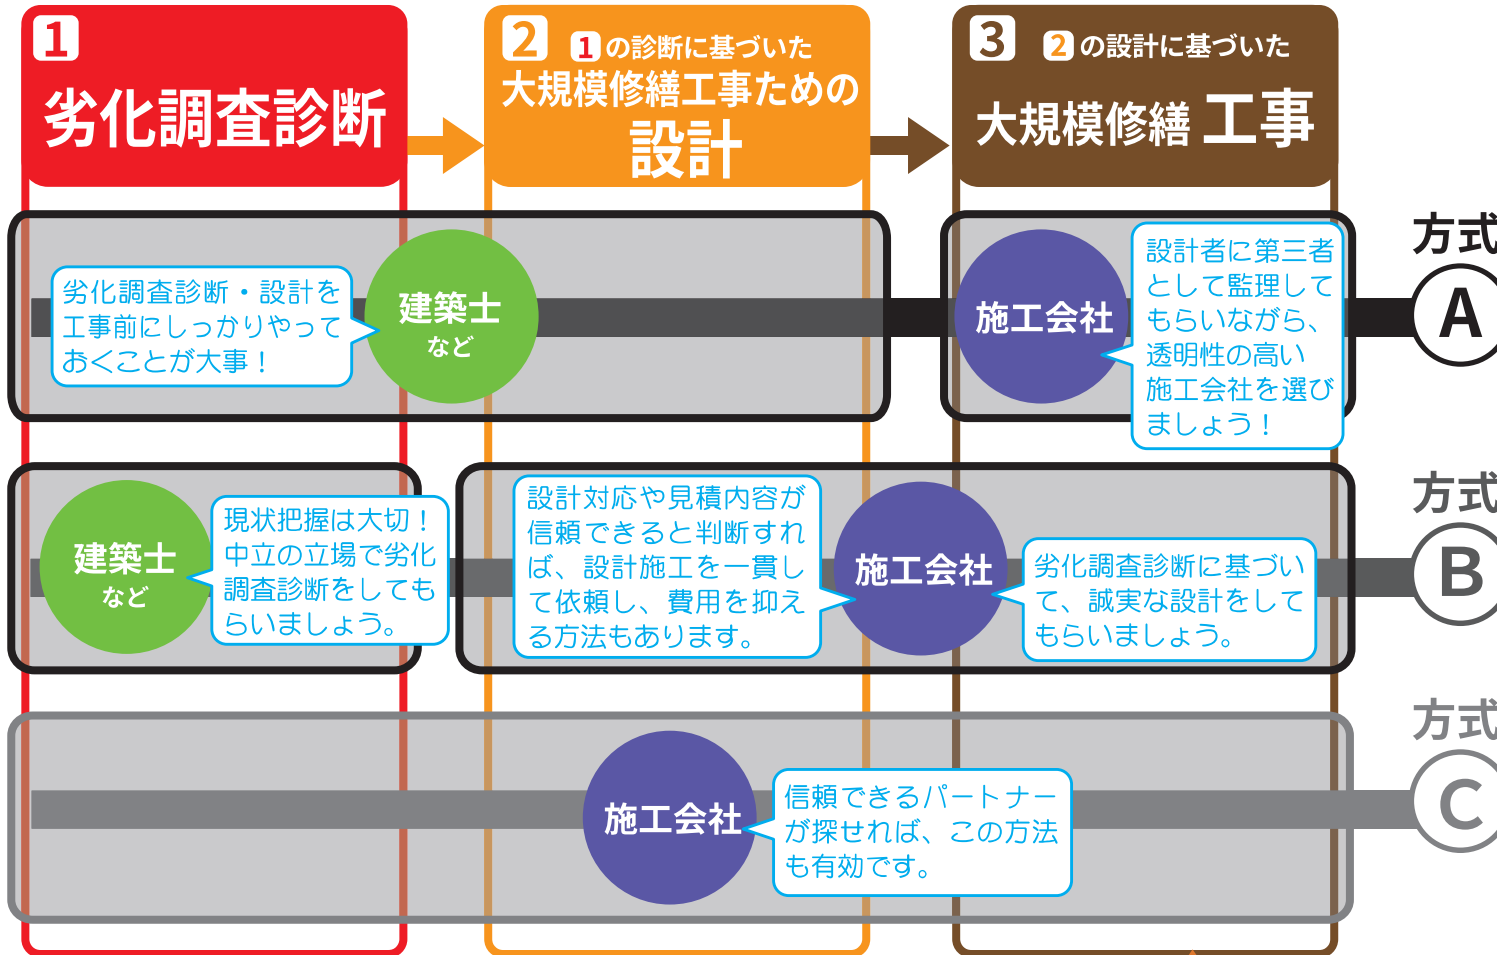 1
劣化調査診断
2
1の診断に基づいた
大規模修繕工事ための
設計
3
2の設計に基づいた
大規模修繕工事
方式
A
劣化調査診断・設計を
工事前にしっかりやって
おくことが大事！
建築士
など
施工会社
設計者に第三者
として監理して
もらいながら、
透明性の高い
施工会社を選び
ましょう！
方式
B
建築士
など
現状把握は大切！
中立の立場で劣化
調査診断をしても
らいましょう。
設計対応や見積内容が
信頼できると判断すれ
ば、設計施工を一貫し
て依頼し、費用を抑え
る方法もあります。
施工会社
劣化調査診断に基づい
て、誠実な設計をして
もらいましょう。
方式
C
施工会社
信頼できるパートナー
が探せれば、この方法
も有効です。